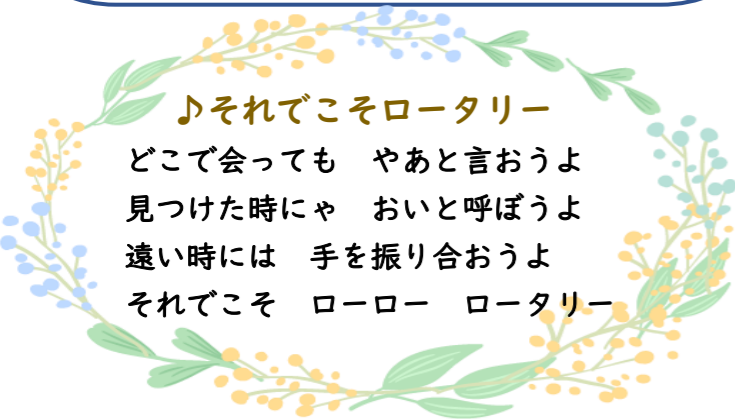 ♪それでこそロータリー
どこで会っても　やあと言おうよ
見つけた時にゃ　おいと呼ぼうよ
遠い時には　手を振り合おうよ
それでこそ　ローロー　ロータリー